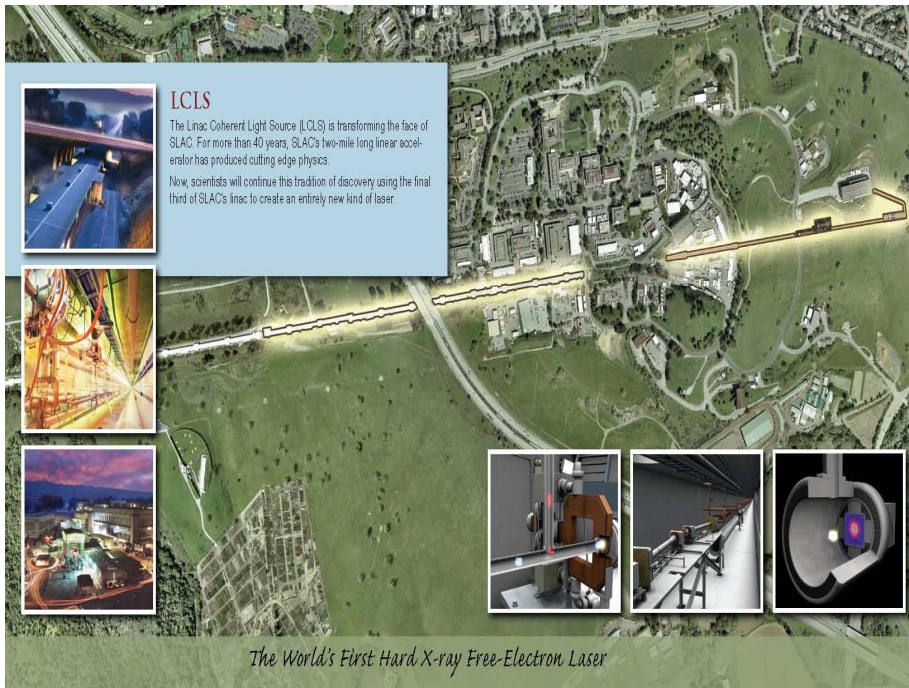 LCLS
The Linac Coherent Light Source (LCLS) is transforming the face of
SLAC. For more than 40 years, SLAC's two-mile long linear accel-
erator has produced cutting edge physics.
Now, scientists will continue this tradition of discovery using the final
third of SLAC's linac to create an entirely new kind of laser.
The World's First Hard X-ray Free-Electron Laser